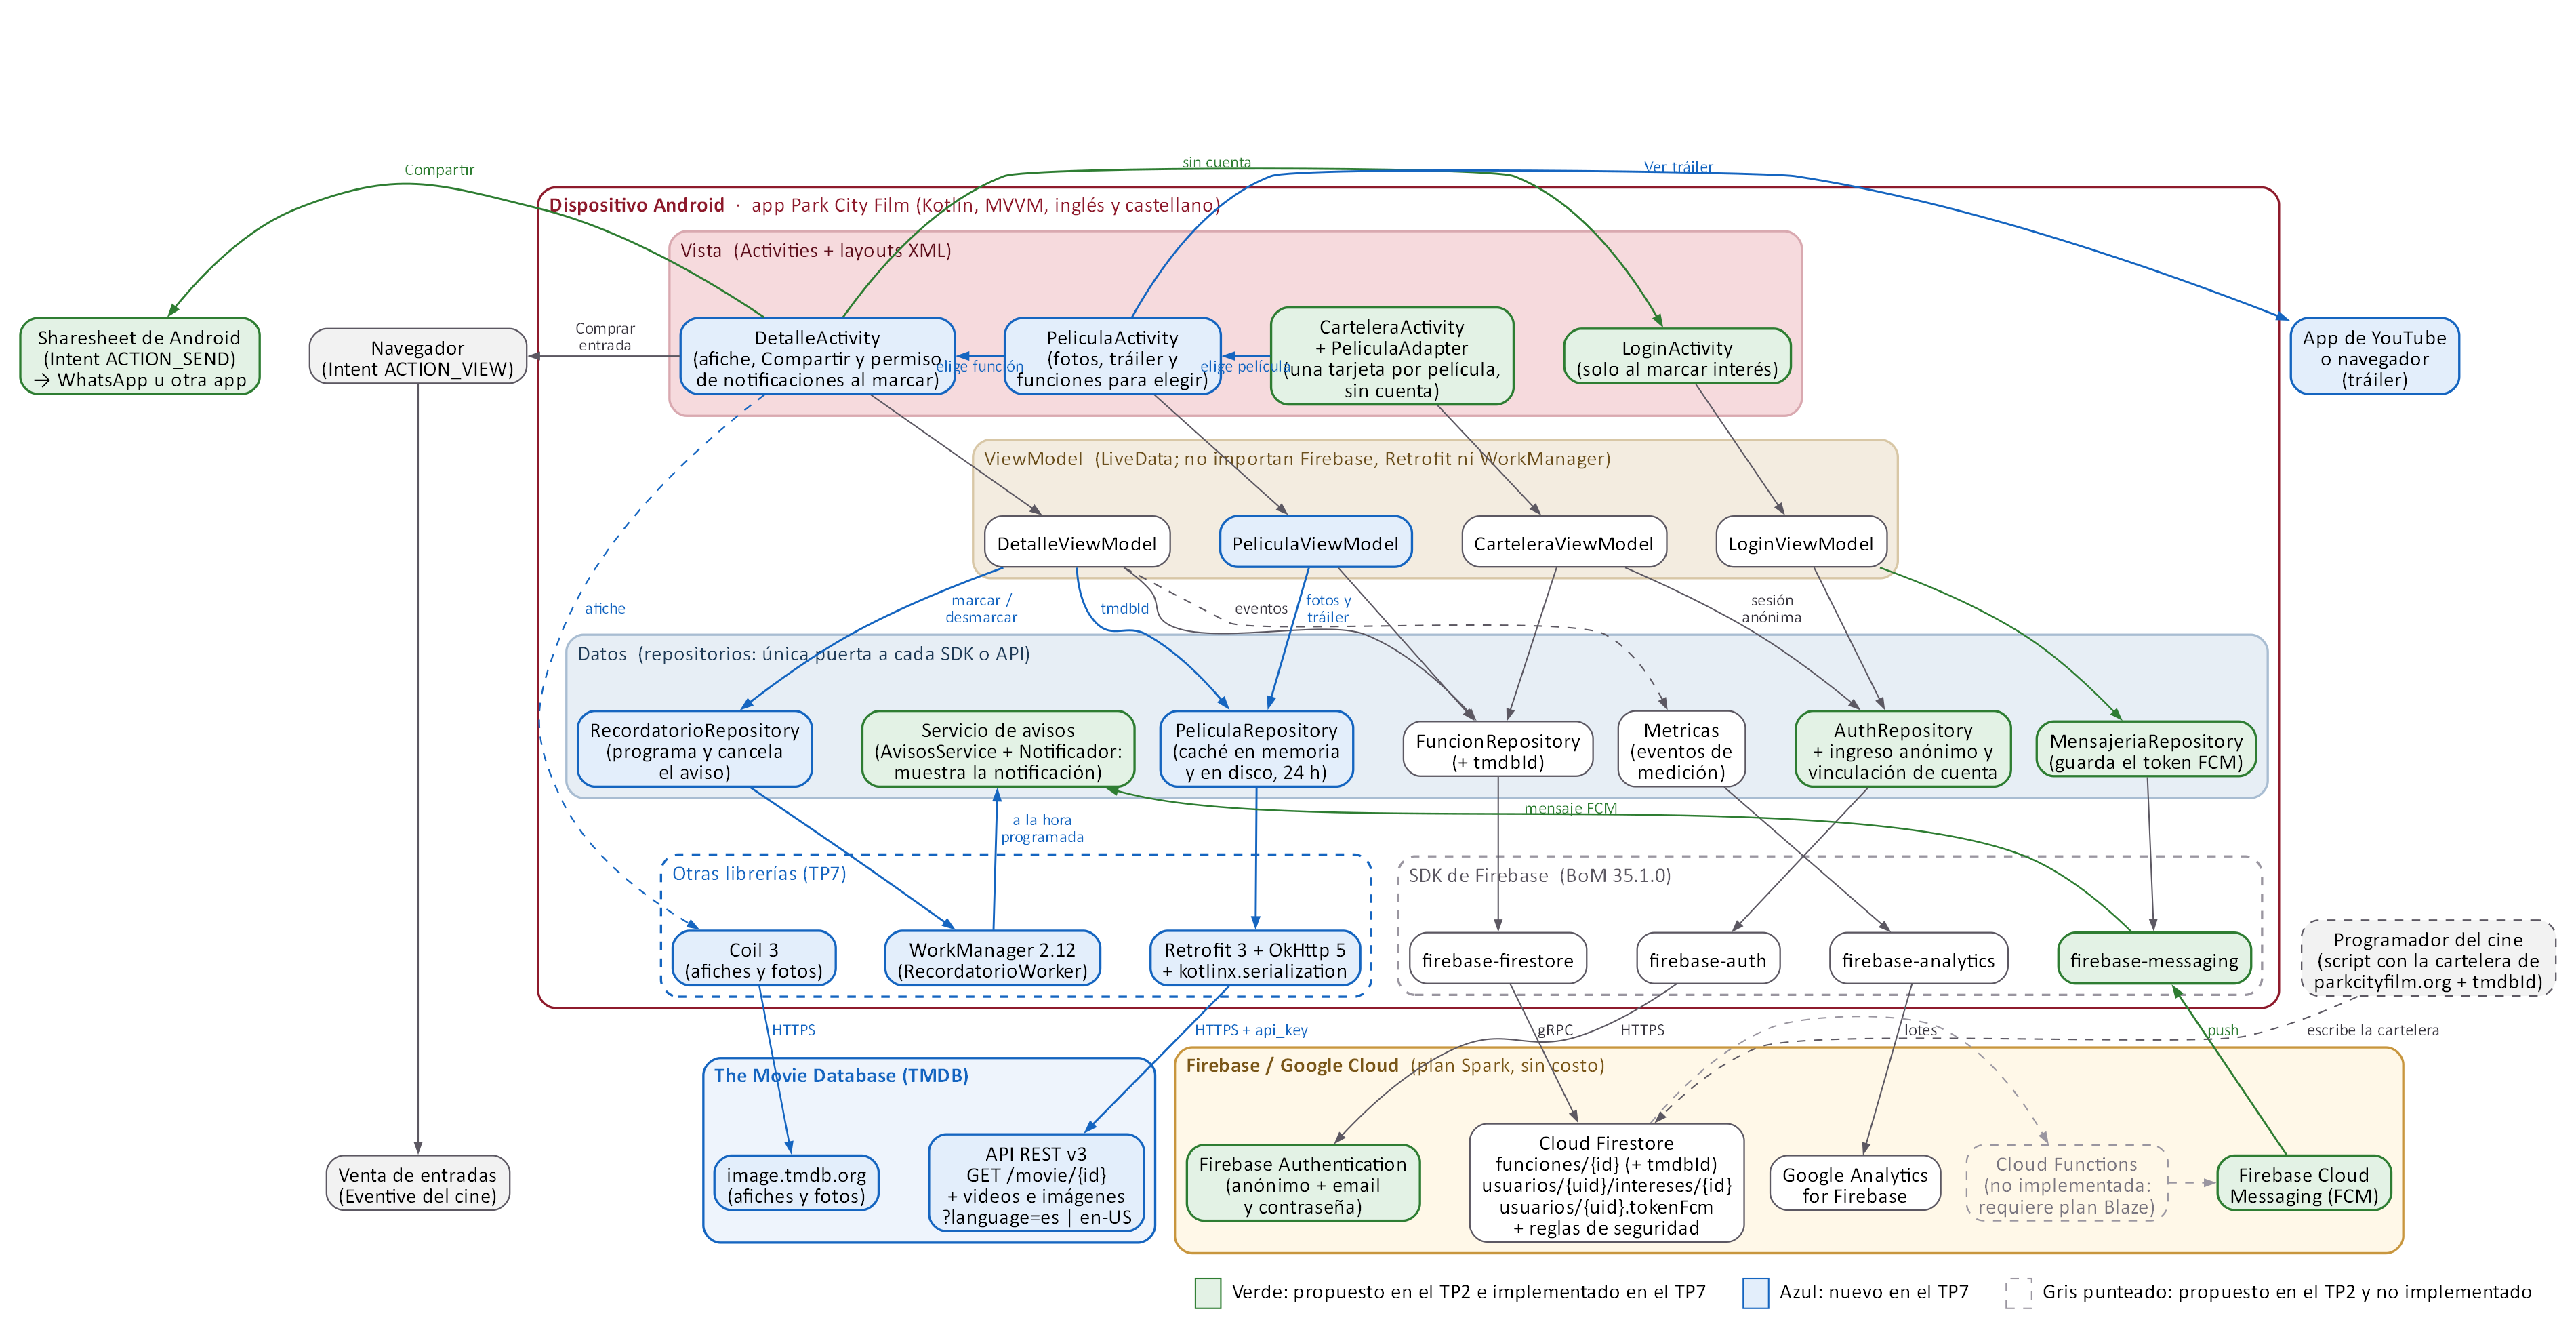 Compartir
sin cuenta
Ver tráiler
Dispositivo Android · app Park City Film (Kotlin, MVVM, inglés y castellano)
Vista (Activities + layouts XML)
Sharesheet de Android
(Intent ACTION_SEND)
→ WhatsApp u otra app
Navegador
(Intent ACTION_VIEW)
Comprar
entrada
DetalleActivity
(afiche, Compartir y permiso
de notificaciones al marcar)
elige función
PeliculaActivity
(fotos, tráiler y
funciones para elegir)
elige película
CarteleraActivity
+ PeliculaAdapter
(una tarjeta por película,
sin cuenta)
LoginActivity
(solo al marcar interés)
App de YouTube
o navegador
(tráiler)
ViewModel (LiveData; no importan Firebase, Retrofit ni WorkManager)
DetalleViewModel
PeliculaViewModel
CarteleraViewModel
LoginViewModel
afiche
marcar /
desmarcar
tmdbId
eventos
fotos y
tráiler
sesión
anónima
Datos (repositorios: única puerta a cada SDK o API)
RecordatorioRepository
(programa y cancela
el aviso)
Servicio de avisos
(AvisosService + Notificador:
muestra la notificación)
PeliculaRepository
(caché en memoria
y en disco, 24 h)
FuncionRepository
(+ tmdbId)
Metricas
(eventos de
medición)
AuthRepository
+ ingreso anónimo y
vinculación de cuenta
MensajeriaRepository
(guarda el token FCM)
a la hora
programada
mensaje FCM
Otras librerías (TP7)
SDK de Firebase (BoM 35.1.0)
Coil 3
(afiches y fotos)
WorkManager 2.12
(RecordatorioWorker)
Retrofit 3 + OkHttp 5
+ kotlinx.serialization
firebase-firestore
firebase-auth
firebase-analytics
firebase-messaging
Programador del cine
(script con la cartelera de
parkcityfilm.org + tmdbId)
HTTPS
HTTPS + api_key
gRPC
HTTPS
lotes
push
escribe la cartelera
The Movie Database (TMDB)
Firebase / Google Cloud (plan Spark, sin costo)
Venta de entradas
(Eventive del cine)
image.tmdb.org
(afiches y fotos)
API REST v3
GET /movie/{id}
+ videos e imágenes
?language=es | en-US
Firebase Authentication
(anónimo + email
y contraseña)
Cloud Firestore
funciones/{id} (+ tmdbId)
usuarios/{uid}/intereses/{id}
usuarios/{uid}.tokenFcm
+ reglas de seguridad
Google Analytics
for Firebase
Cloud Functions
(no implementada:
requiere plan Blaze)
Firebase Cloud
Messaging (FCM)
Verde: propuesto en el TP2 e implementado en el TP7
Azul: nuevo en el TP7
Gris punteado: propuesto en el TP2 y no implementado